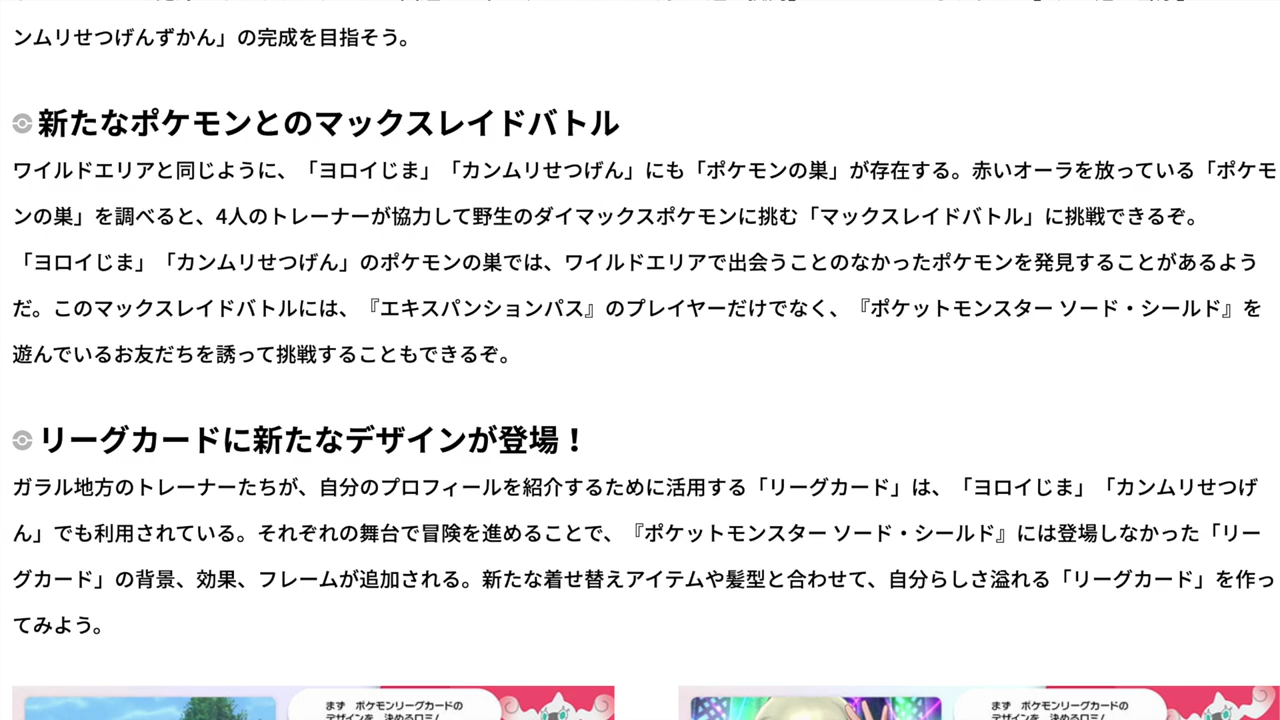 ンムリせつげんずかん」の完成を目指そう。
新たなポケモンとのマックスレイドバトル
ワイルドエリアと同じように、「ヨロイじま」「カンムリせつげん」にも「ポケモンの巣」が存在する。赤いオーラを放っている「ポケモ
ンの巣」を調べると、4人のトレーナーが協力して野生のダイマックスポケモンに挑む「マックスレイドバトル」に挑戦できるぞ。
「ヨロイじま」「カンムリせつげん」のポケモンの巣では、ワイルドエリアで出会うことのなかったポケモンを発見することがあるよう
だ。このマックスレイドバトルには、『エキスパンションパス』のプレイヤーだけでなく、『ポケットモンスター ソード・シールド』を
遊んでいるお友だちを誘って挑戦することもできるぞ。
リーグカードに新たなデザインが登場！
ガラル地方のトレーナーたちが、自分のプロフィールを紹介するために活用する「リーグカード」は、「ヨロイじま」「カンムリせつげ
ん」でも利用されている。それぞれの舞台で冒険を進めることで、『ポケットモンスター ソード・シールド』には登場しなかった「リー
グカード」の背景、効果、フレームが追加される。新たな着せ替えアイテムや髪型と合わせて、自分らしさ溢れる「リーグカード」を作っ
てみよう。
まず ポケモンリーグカードの
デザインを 決めるロミ！
まず ポケモンリーグカードの
デザインを 決めるロミ！